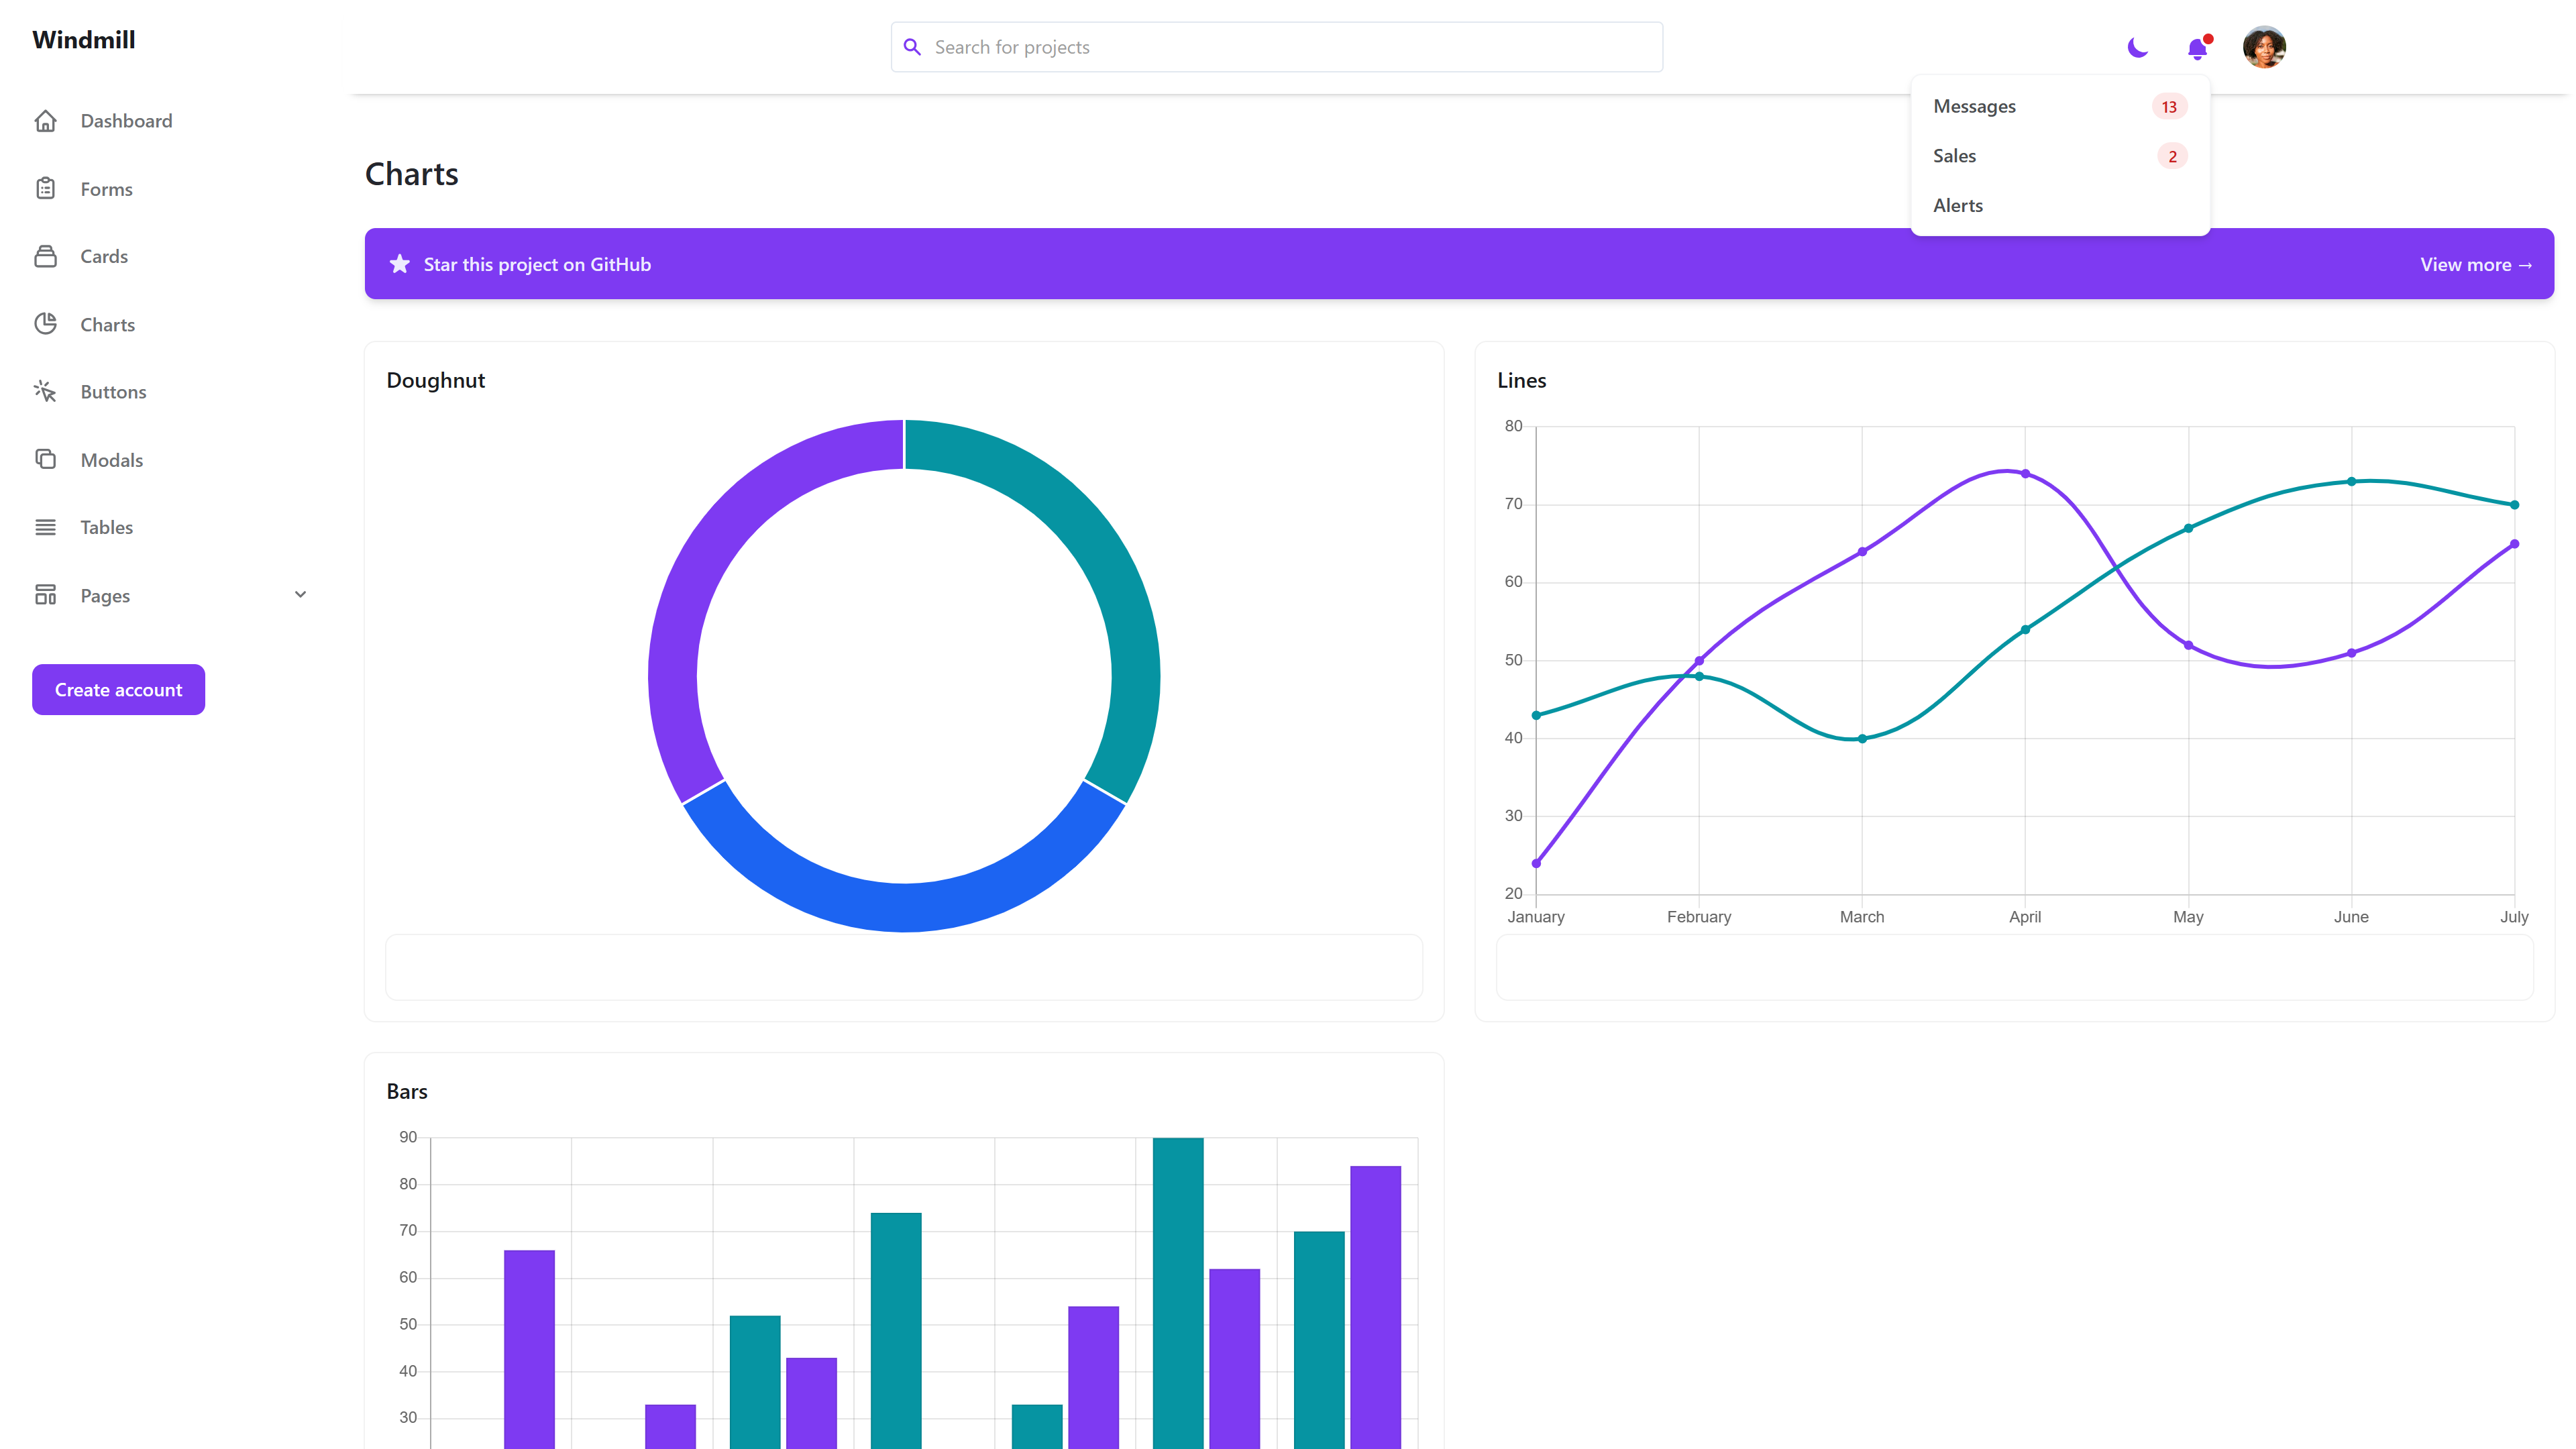 Windmill
Search for projects
Dashboard
Forms
Cards
Charts
Buttons
Modals
Tables
Pages
Create account
Messages 13
Sales 2
Alerts
Charts
Star this project on GitHub
View more →
Doughnut
Lines
80
70
60
50
40
30
20
January February March April May June July
Bars
90
80
70
60
50
40
30